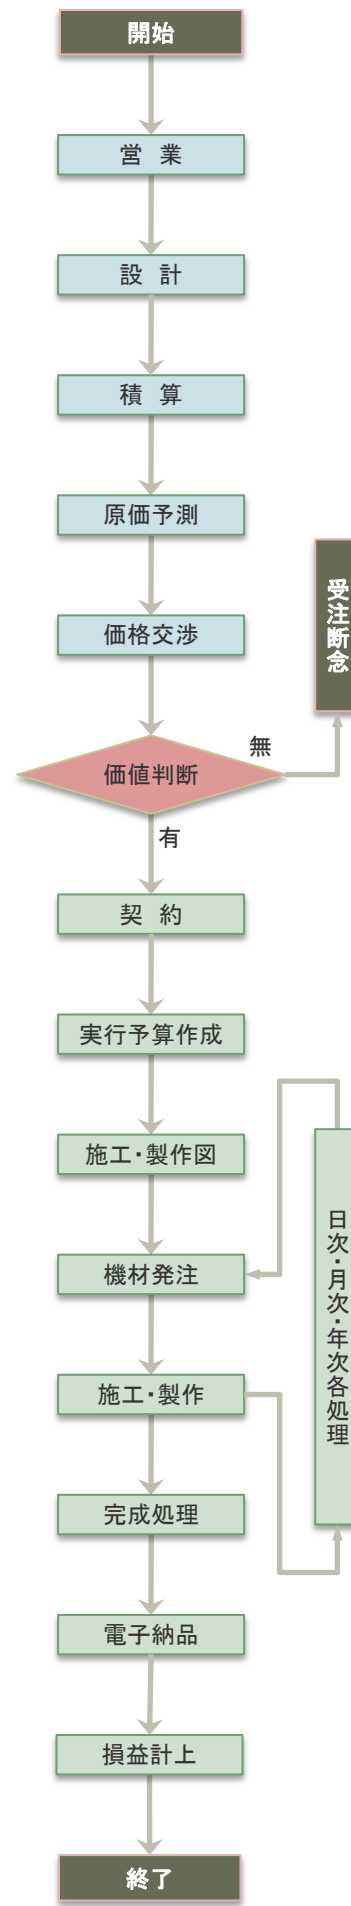 開始
営 業
設 計
積 算
原価予測
価格交渉
受注断念
価値判断
無
有
契 約
実行予算作成
施工・製作図
機材発注
日次・月次・年次各処理
施工・製作
完成処理
電子納品
損益計上
終了